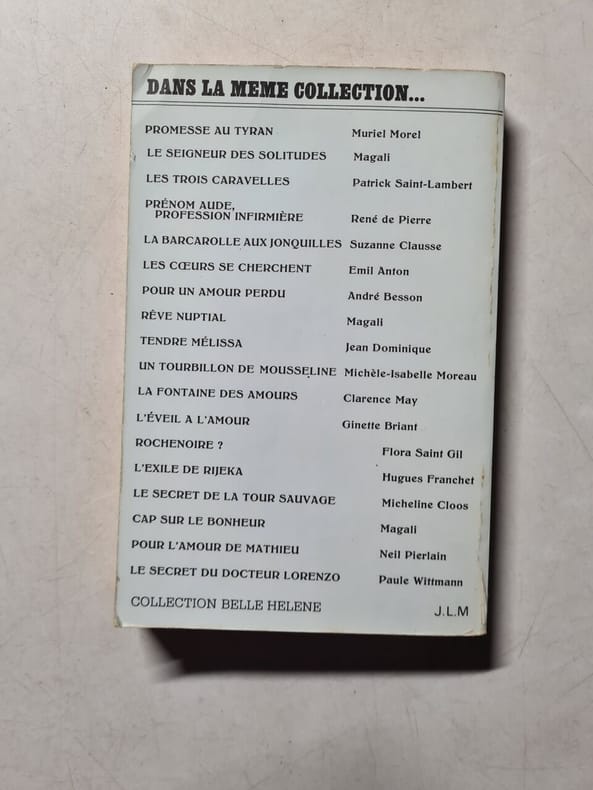 DANS LA MEME COLLECTION...
PROMESSE AU TYRAN Muriel Morel
LE SEIGNEUR DES SOLITUDES Magali
LES TROIS CARAVELLES Patrick Saint-Lambert
PRÉNOM AUDE,
PROFESSION INFIRMIÈRE René de Pierre
LA BARCAROLLE AUX JONQUILLES Suzanne Clausse
LES CŒURS SE CHERCHENT Emil Anton
POUR UN AMOUR PERDU André Besson
RÊVE NUPTIAL Magali
TENDRE MÉLISSA Jean Dominique
UN TOURBILLON DE MOUSSELINE Michèle-Isabelle Moreau
LA FONTAINE DES AMOURS Clarence May
L'ÉVEIL A L'AMOUR Ginette Briant
ROCHENOIRE ? Flora Saint Gil
L'EXILE DE RIJEKA Hugues Franchet
LE SECRET DE LA TOUR SAUVAGE Micheline Cloos
CAP SUR LE BONHEUR Magali
POUR L'AMOUR DE MATHIEU Neil Pierlain
LE SECRET DU DOCTEUR LORENZO Paule Wittmann
COLLECTION BELLE HELENE J.L.M